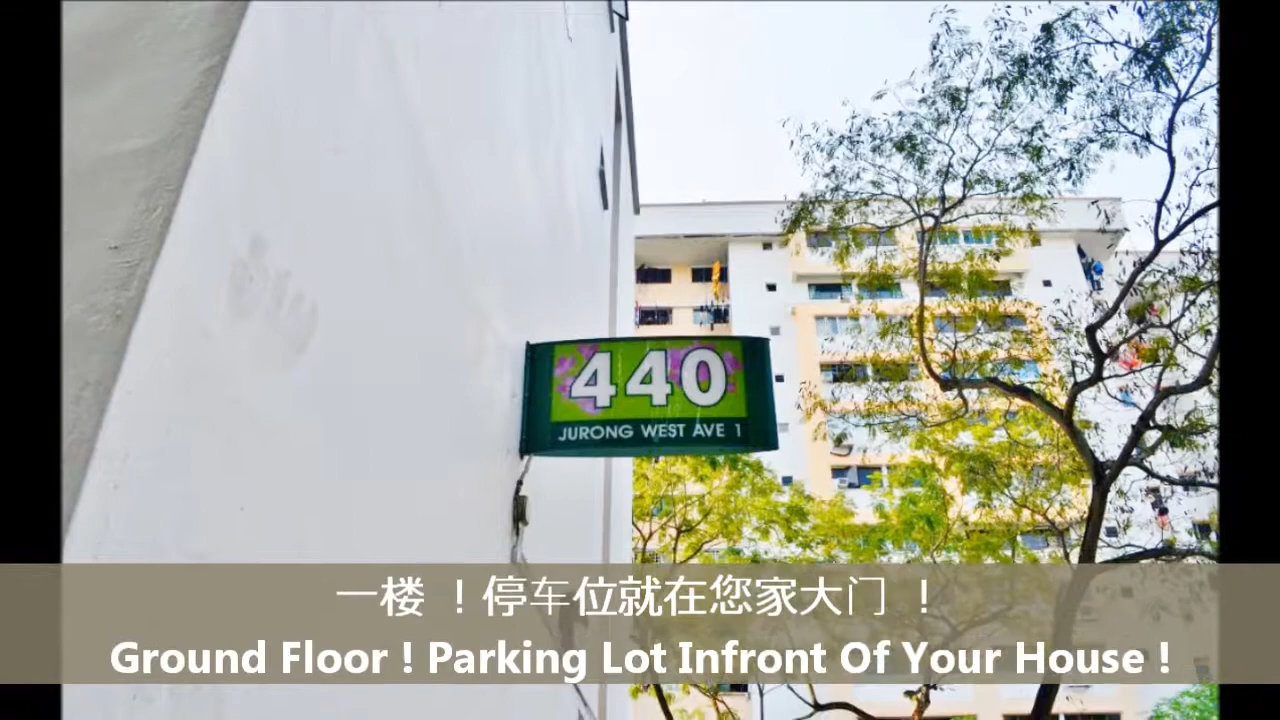 440
JURONG WEST AVE 1
一楼 ！停车位就在您家大门 ！
Ground Floor ! Parking Lot Infront Of Your House !